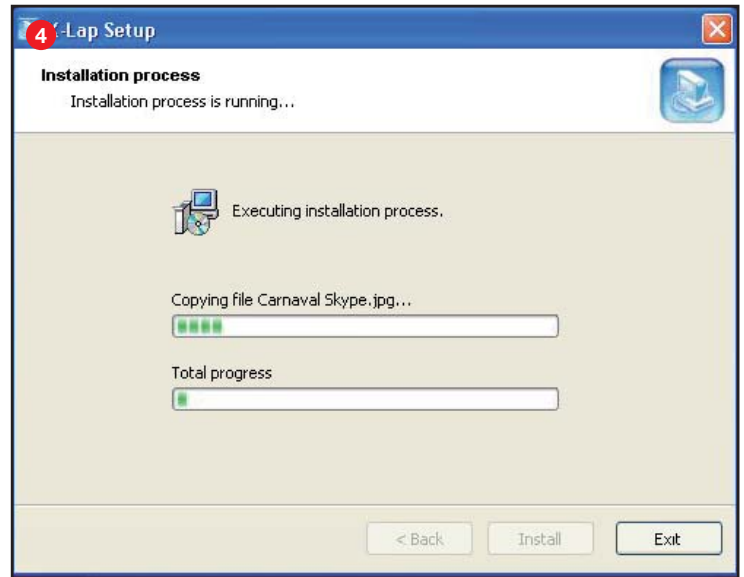 4
-Lap Setup
Installation process
Installation process is running...
Executing installation process.
Copying file Carnaval Skype.jpg...
Total progress
< Back
Install
Exit